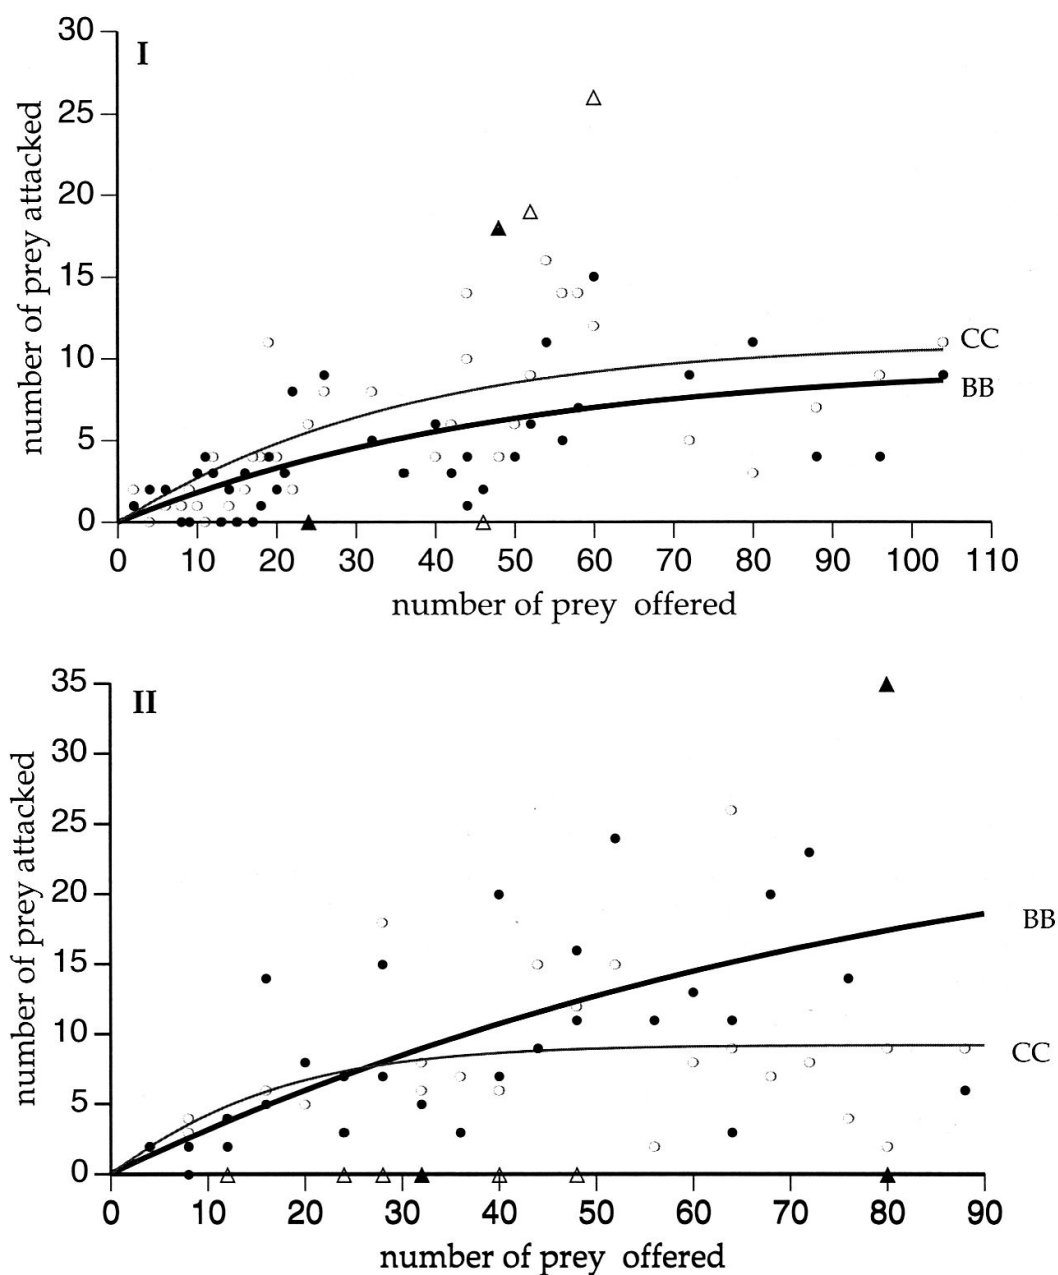 30
I
25
20
15
10
5
0
CC
BB
0 10 20 30 40 50 60 70 80 90 100 110
number of prey attacked
number of prey offered
35
II
30
25
20
15
10
5
0
BB
CC
0 10 20 30 40 50 60 70 80 90
number of prey attacked
number of prey offered